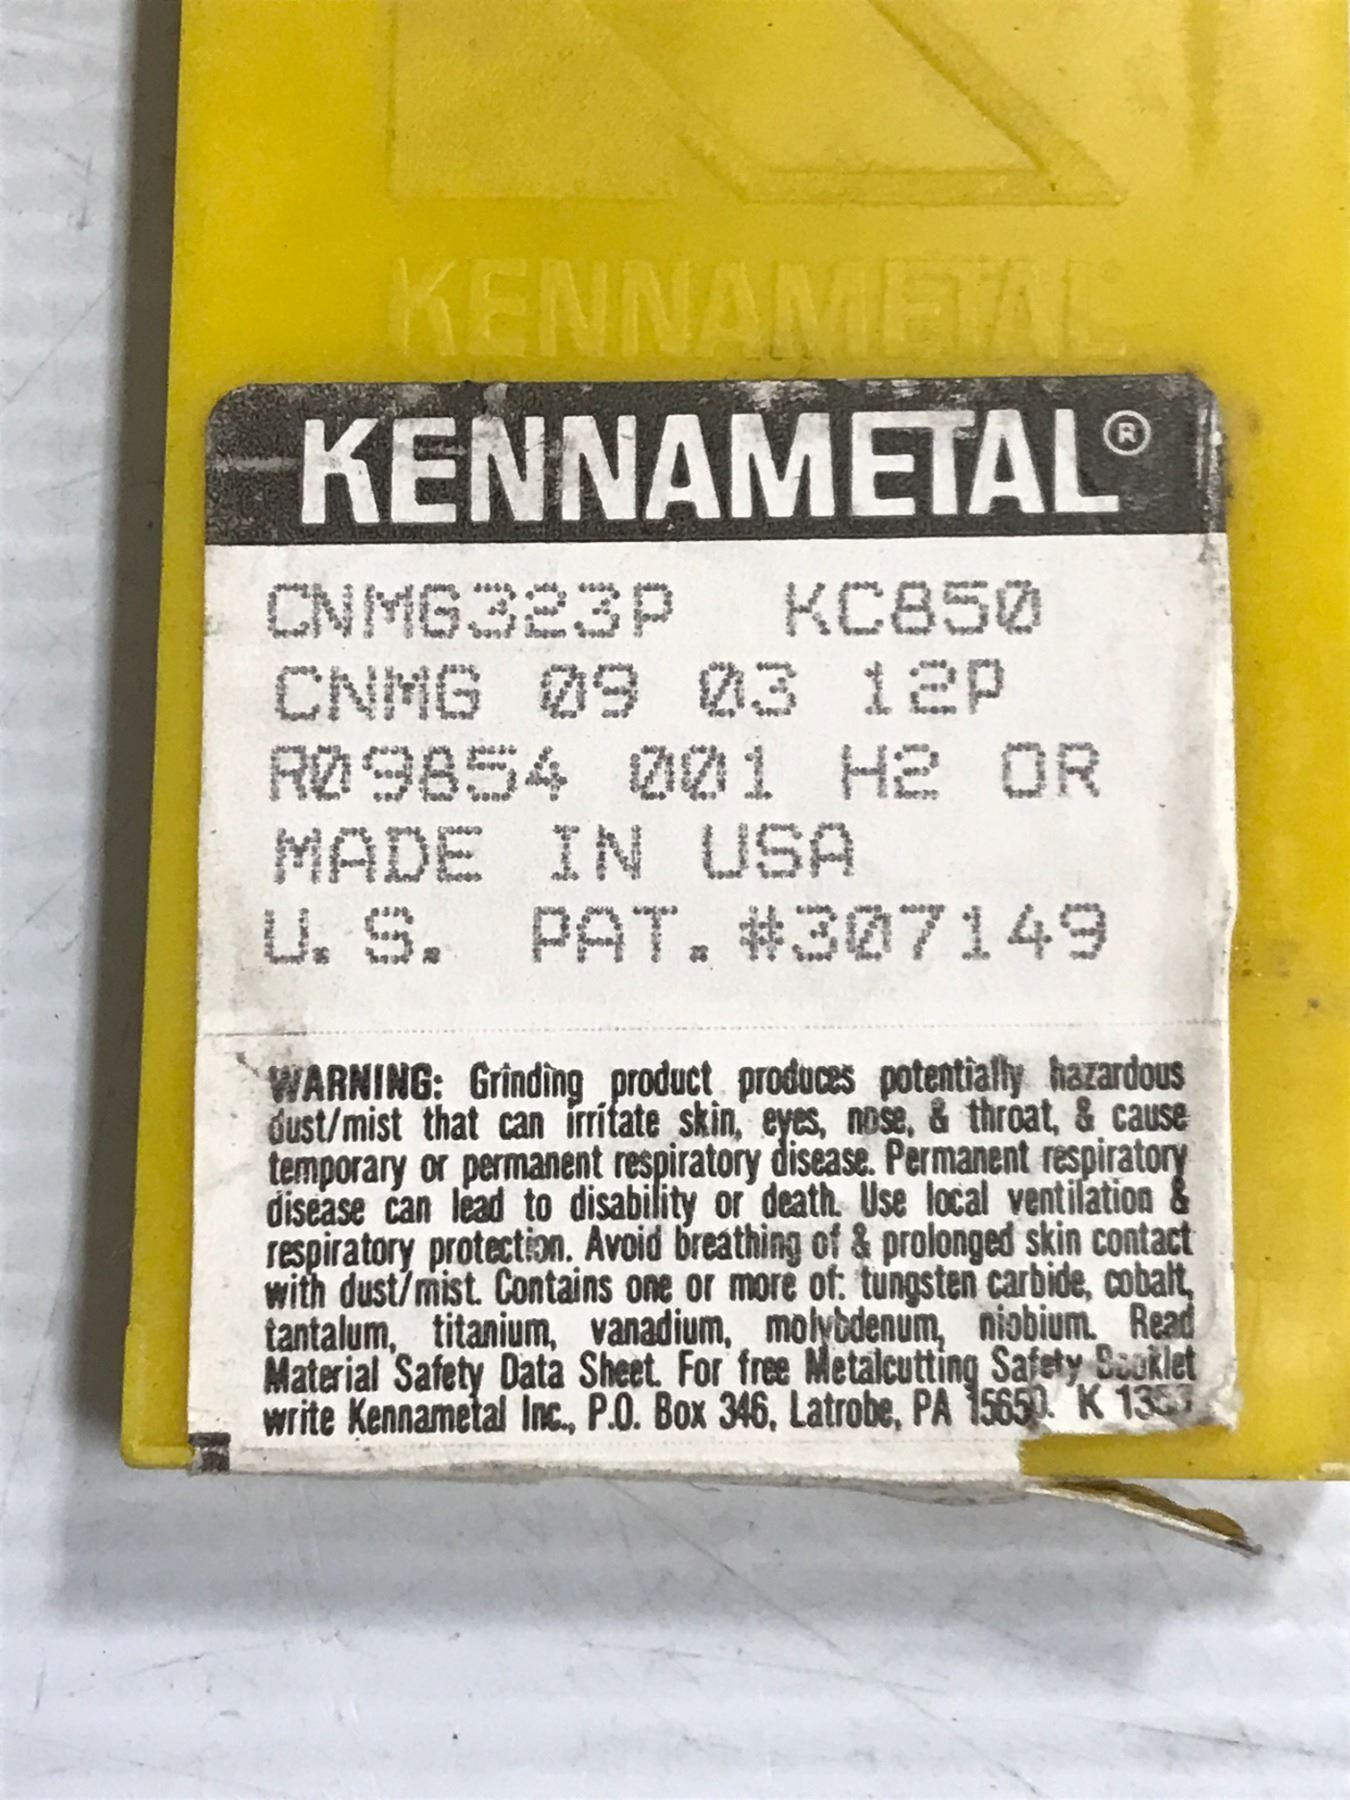 KENNAMETAL
KENNAMETAL®
CNMG323P KC850
CNMG 09 03 12P
R09854 001 H2 OR
MADE IN USA
U.S. PAT.#307149
WARNING: Grinding product produces potentially hazardous
dust/mist that can irritate skin, eyes, nose, & throat, & cause
temporary or permanent respiratory disease. Permanent respiratory
disease can lead to disability or death. Use local ventilation &
respiratory protection. Avoid breathing of & prolonged skin contact
with dust/mist. Contains one or more of: tungsten carbide, cobalt,
tantalum, titanium, vanadium, molybdenum, niobium. Read
Material Safety Data Sheet. For free Metalcutting Safety Booklet
write Kennametal Inc., P.O. Box 346, Latrobe, PA 15650. K